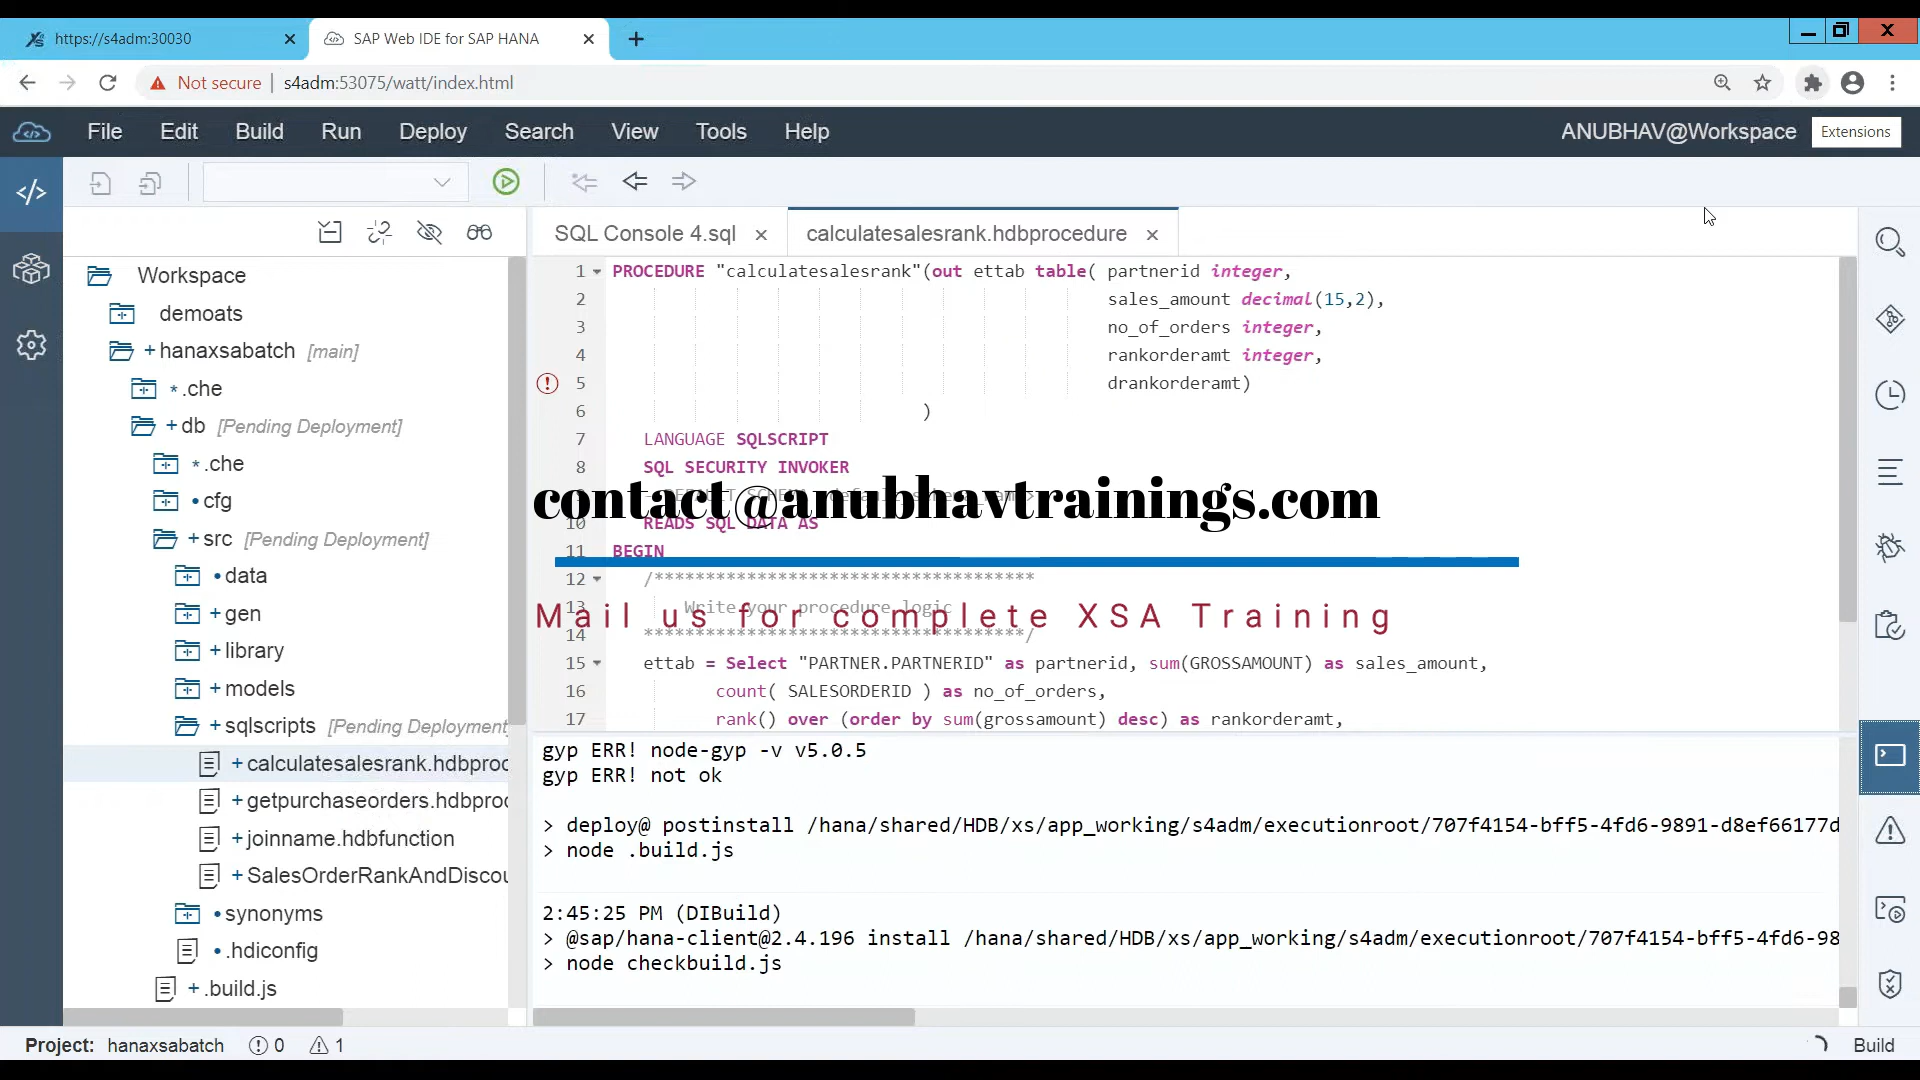 https://s4adm:30030
SAP Web IDE for SAP HANA
Not secure
s4adm:53075/watt/index.html
File Edit Build Run Deploy Search View Tools Help
ANUBHAV@Workspace
Extensions
SQL Console 4.sql
calculatesalesrank.hdbprocedure
Workspace
demoats
+ hanaxsabatch [main]
* .che
+ db [Pending Deployment]
* .che
• cfg
+ src [Pending Deployment]
• data
+ gen
+ library
+ models
+ sqlscripts [Pending Deployment
+ calculatesalesrank.hdbproc
+ getpurchaseorders.hdbproc
+ joinname.hdbfunction
+ SalesOrderRankAndDiscou
• synonyms
• .hdiconfig
+ .build.js
1 PROCEDURE "calculatesalesrank"(out ettab table( partnerid integer,
2 sales_amount decimal(15,2),
3 no_of_orders integer,
4 rankorderamt integer,
5 drankorderamt)
6 )
7 LANGUAGE SQLSCRIPT
8 SQL SECURITY INVOKER
contact@anubhavtrainings.com
10 READS SQL DATA AS
11 BEGIN
12 /*************************************
13 Write your procedure logic
Mail us for complete XSA Training
14 *************************************/
15 ettab = Select "PARTNER.PARTNERID" as partnerid, sum(GROSSAMOUNT) as sales_amount,
16 count( SALESORDERID ) as no_of_orders,
17 rank() over (order by sum(grossamount) desc) as rankorderamt,
gyp ERR! node-gyp -v v5.0.5
gyp ERR! not ok
> deploy@ postinstall /hana/shared/HDB/xs/app_working/s4adm/executionroot/707f4154-bff5-4fd6-9891-d8ef66177d
> node .build.js
2:45:25 PM (DIBuild)
> @sap/hana-client@2.4.196 install /hana/shared/HDB/xs/app_working/s4adm/executionroot/707f4154-bff5-4fd6-98
> node checkbuild.js
Project: hanaxsabatch 0 1
Build